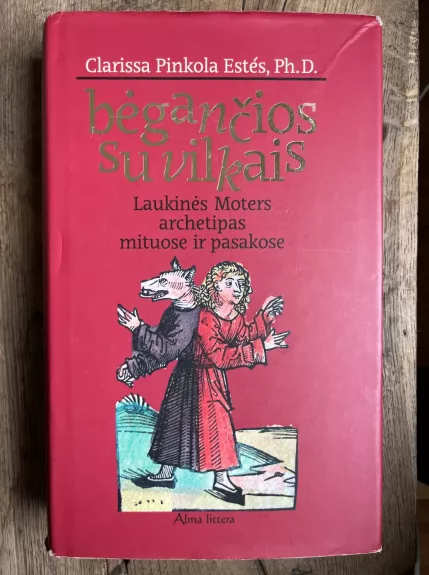 Clarissa Pinkola Estés, Ph.D.
bėgančios
su vilkais
Laukinės Moters
archetipas
mituose ir pasakose
Alma littera